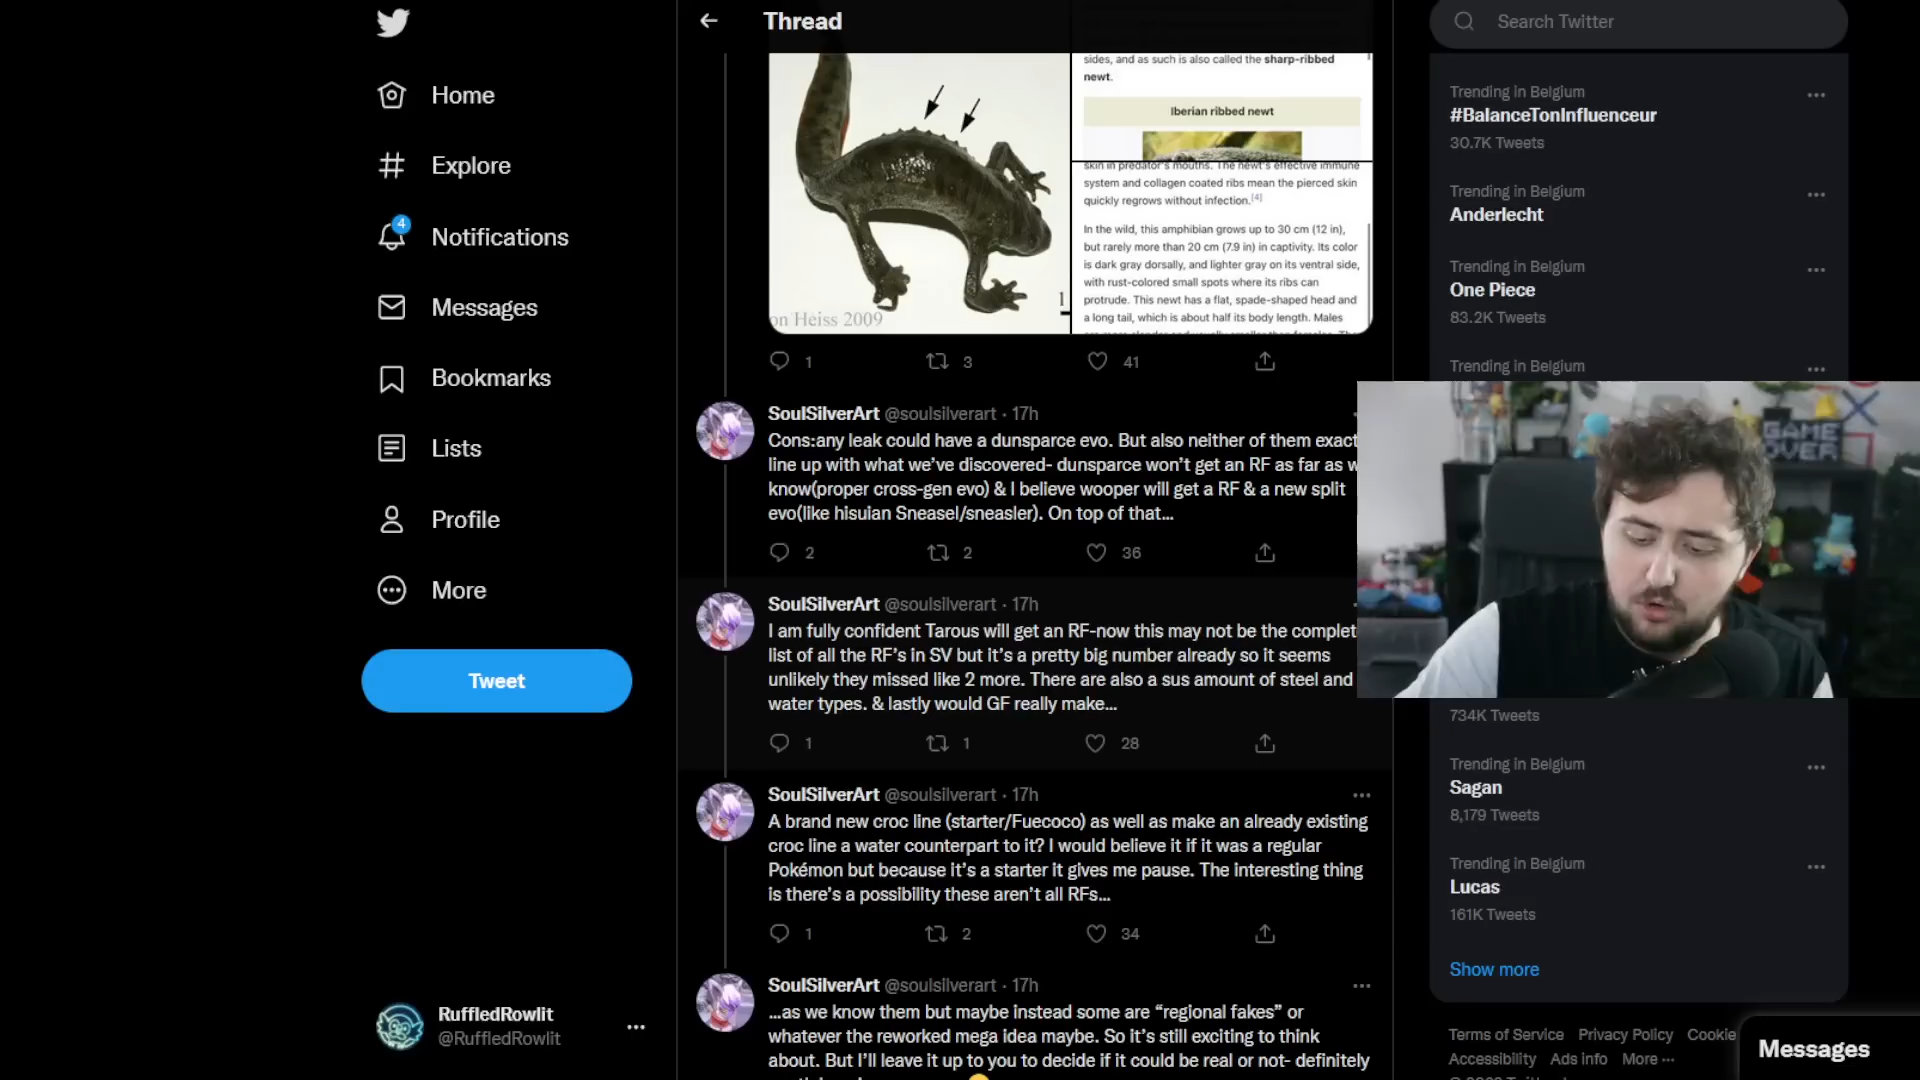 Home
Explore
4
Notifications
Messages
Bookmarks
Lists
Profile
More
Tweet
RuffledRowlit
@RuffledRowlit
Thread
on Heiss 2009
1
sides, and as such is also called the sharp-ribbed
newt.
Iberian ribbed newt
skin in predator's mouths. The newt's effective immune
system and collagen coated ribs mean the pierced skin
quickly regrows without infection.[4]
In the wild, this amphibian grows up to 30 cm (12 in),
but rarely more than 20 cm (7.9 in) in captivity. Its color
is dark gray dorsally, and lighter gray on its ventral side,
with rust-colored small spots where its ribs can
protrude. This newt has a flat, spade-shaped head and
a long tail, which is about half its body length. Males
1 3 41
SoulSilverArt @soulsilverart · 17h
Cons:any leak could have a dunsparce evo. But also neither of them exact
line up with what we've discovered- dunsparce won't get an RF as far as
know(proper cross-gen evo) & I believe wooper will get a RF & a new split
evo(like hisuian Sneasel/sneasler). On top of that...
2 2 36
SoulSilverArt @soulsilverart · 17h
I am fully confident Tarous will get an RF-now this may not be the complet
list of all the RF's in SV but it's a pretty big number already so it seems
unlikely they missed like 2 more. There are also a sus amount of steel and
water types. & lastly would GF really make...
1 1 28
SoulSilverArt @soulsilverart · 17h
A brand new croc line (starter/Fuecoco) as well as make an already existing
croc line a water counterpart to it? I would believe it if it was a regular
Pokémon but because it's a starter it gives me pause. The interesting thing
is there's a possibility these aren't all RFs...
1 2 34
SoulSilverArt @soulsilverart · 17h
...as we know them but maybe instead some are “regional fakes” or
whatever the reworked mega idea maybe. So it's still exciting to think
about. But I'll leave it up to you to decide if it could be real or not- definitely
Search Twitter
Trending in Belgium
#BalanceTonInfluenceur
30.7K Tweets
Trending in Belgium
Anderlecht
Trending in Belgium
One Piece
83.2K Tweets
Trending in Belgium
GAME
OVER
734K Tweets
Trending in Belgium
Sagan
8,179 Tweets
Trending in Belgium
Lucas
161K Tweets
Show more
Terms of Service Privacy Policy Cookie
Accessibility Ads info More ...
Messages